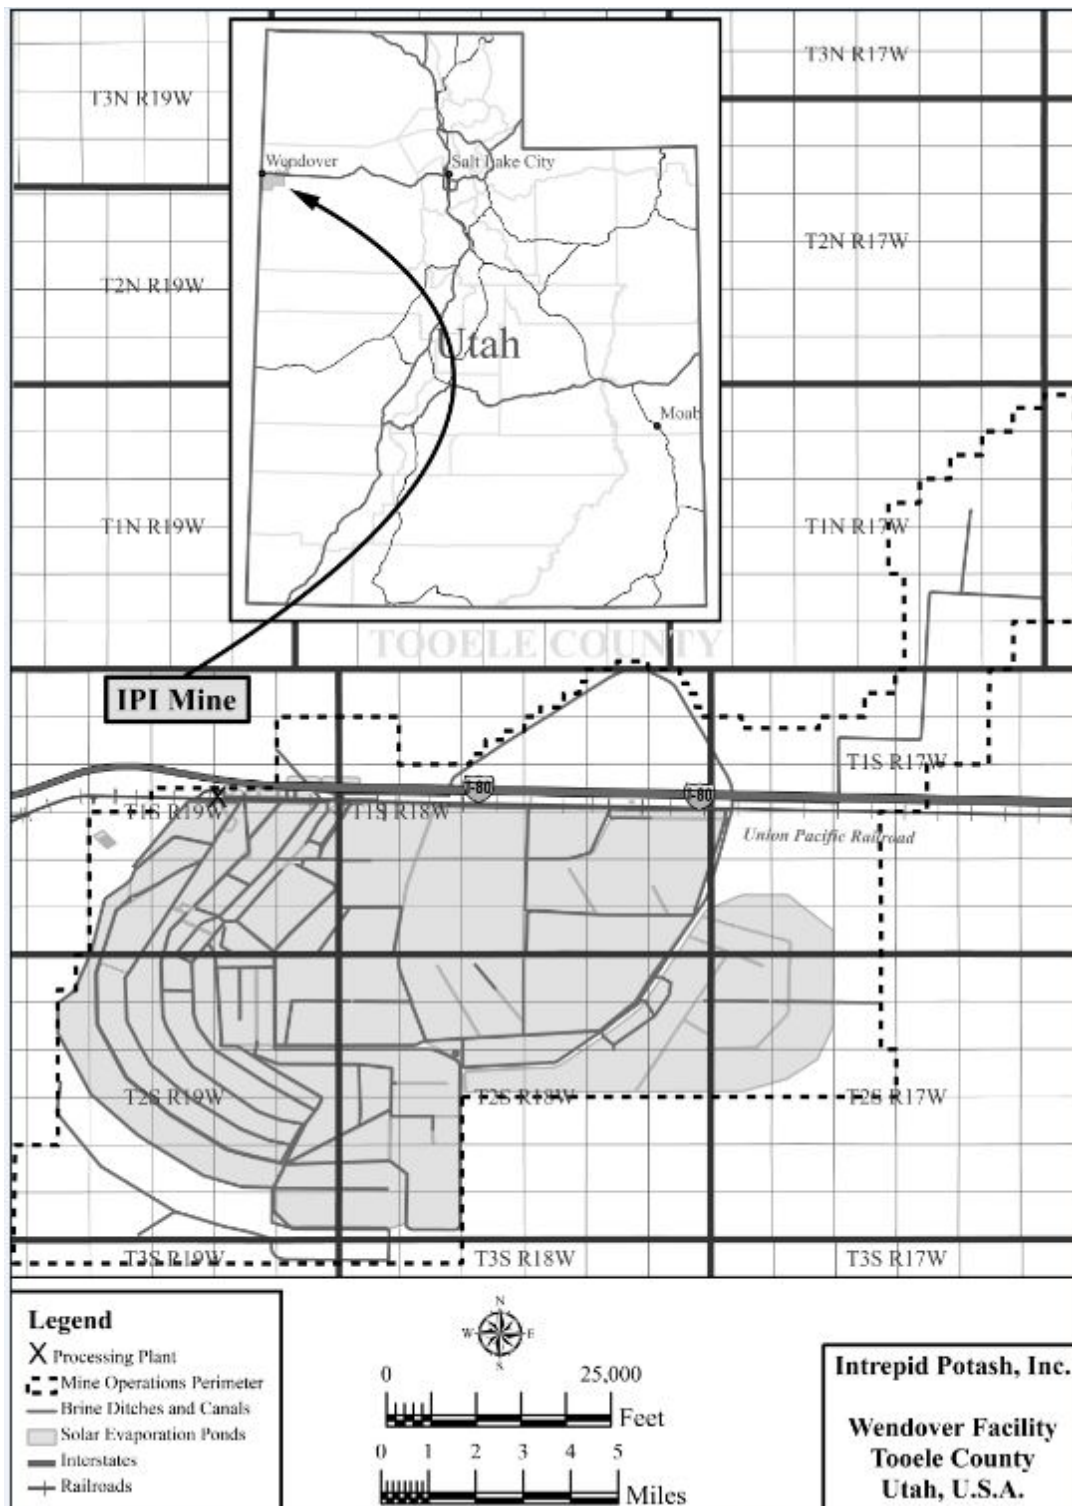 T3N R19W
T3N R17W
Wendover
Salt Lake City
T2N R17W
T2N R19W
Utah
Moab
T1N R19W
T1N R17W
TOOELE COUNTY
IPI Mine
T1S R17W
I-80
I-80
T1S R19W
T1S R18W
Union Pacific Railroad
T2S R19W
T2S R18W
T2S R17W
T3S R19W
T3S R18W
T3S R17W
Legend
X Processing Plant
Mine Operations Perimeter
Brine Ditches and Canals
Solar Evaporation Ponds
Interstates
Railroads
N
W E
S
0 25,000
Feet
0 1 2 3 4 5
Miles
Intrepid Potash, Inc.
Wendover Facility
Tooele County
Utah, U.S.A.